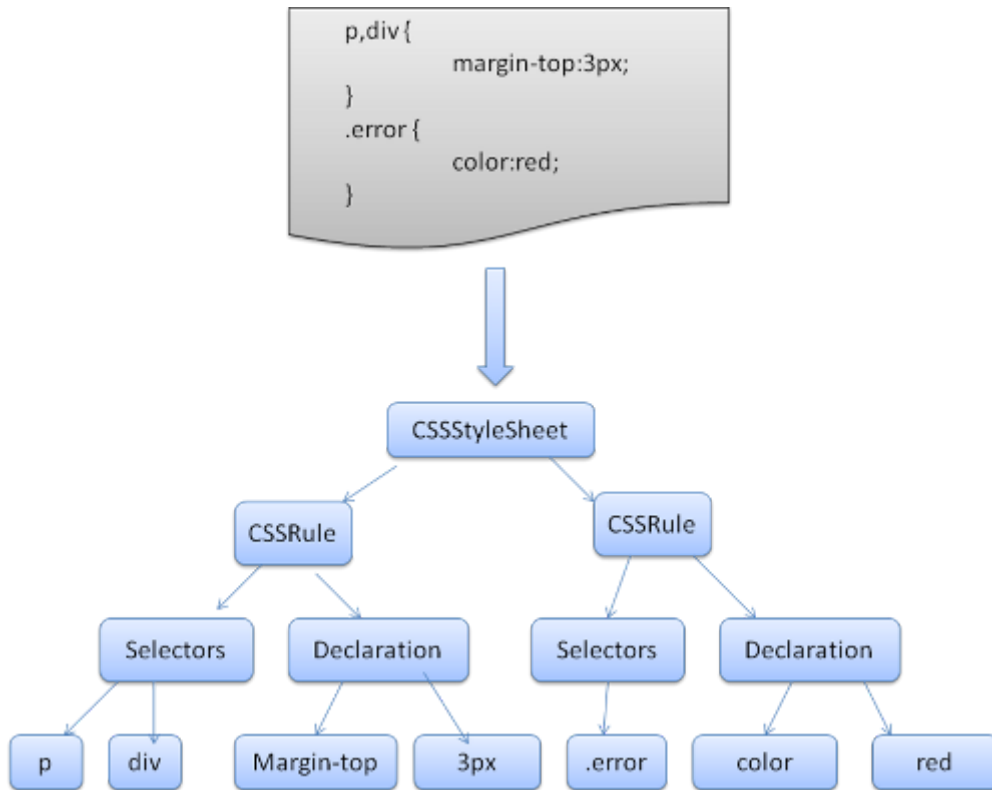 p,div {
margin-top:3px;
}
.error {
color:red;
}
CSSStyleSheet
CSSRule
CSSRule
Selectors
Declaration
Selectors
Declaration
p
div
Margin-top
3px
.error
color
red